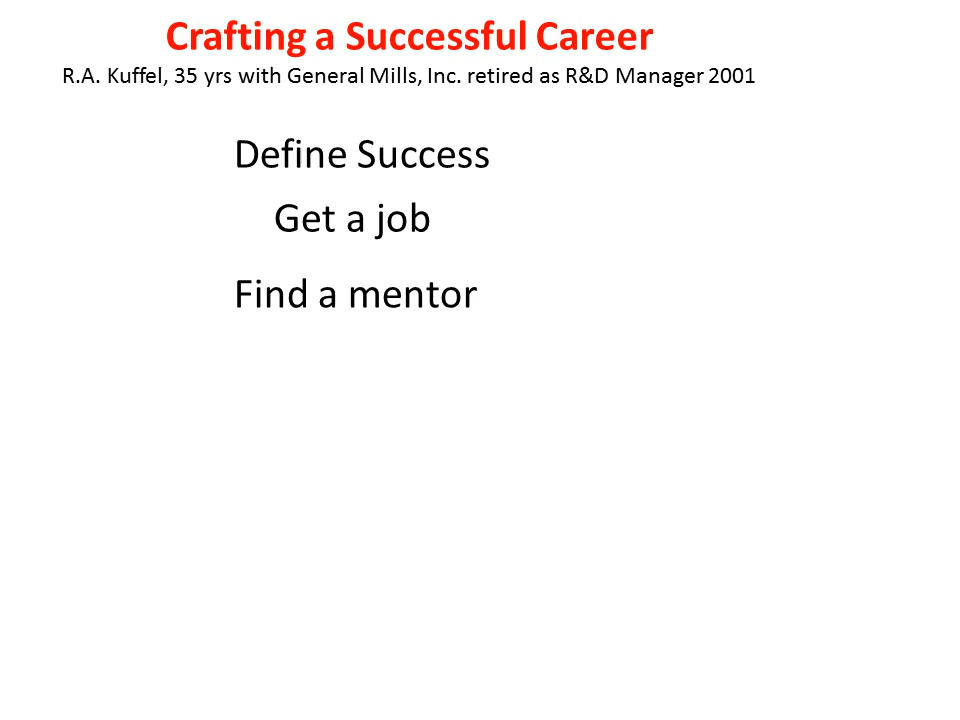 Crafting a Successful Career
R.A. Kuffel, 35 yrs with General Mills, Inc. retired as R&D Manager 2001
Define Success
Get a job
Find a mentor